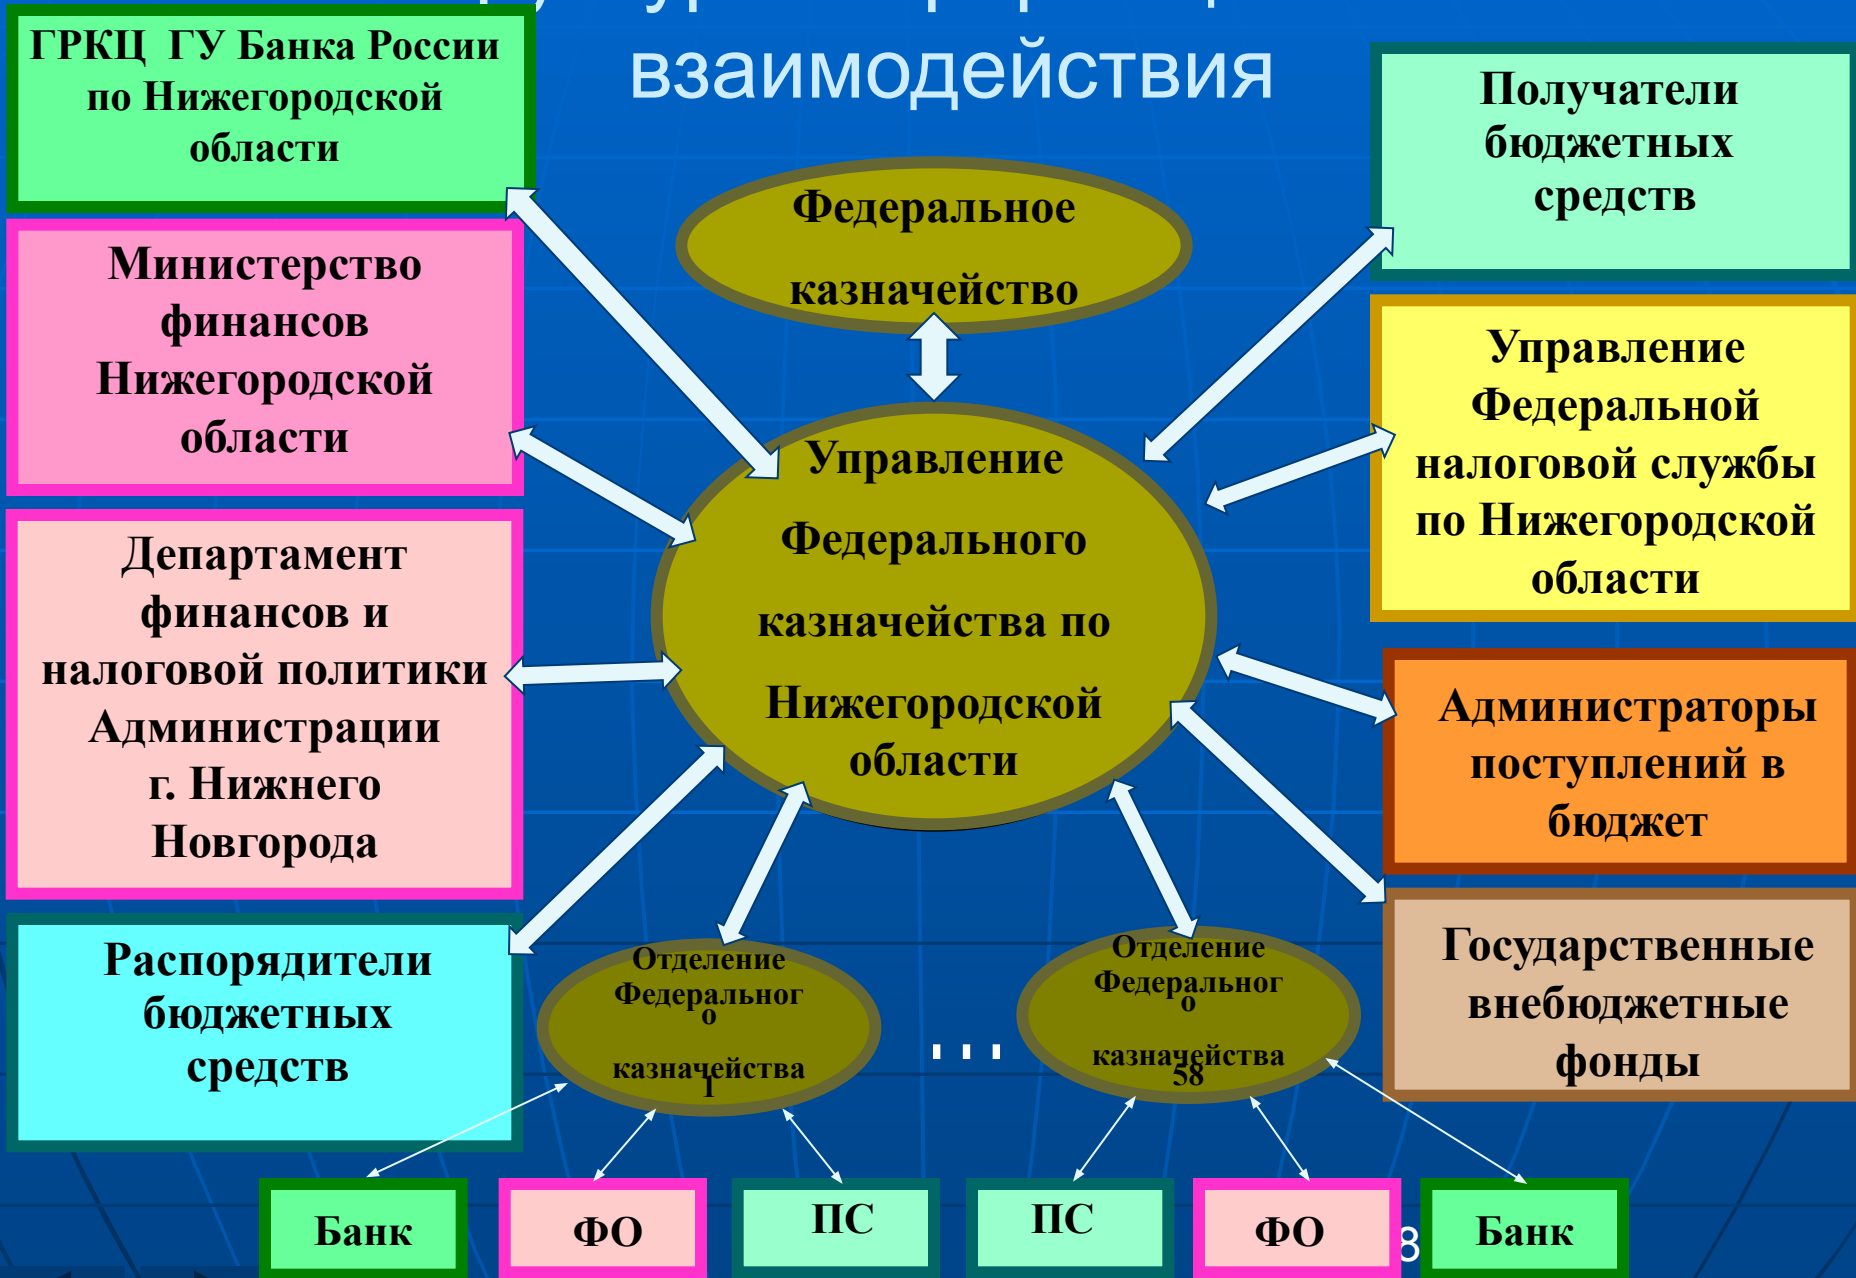 взаимодействия
ГРКЦ ГУ Банка России
по Нижегородской
области
Министерство
финансов
Нижегородской
области
Департамент
финансов и
налоговой политики
Администрации
г. Нижнего
Новгорода
Распорядители
бюджетных
средств
Федеральное
казначейство
Управление
Федерального
казначейства по
Нижегородской
области
Получатели
бюджетных
средств
Управление
Федеральной
налоговой службы
по Нижегородской
области
Администраторы
поступлений в
бюджет
Государственные
внебюджетные
фонды
Отделение
Федеральног
о
казначейства
1
...
Отделение
Федеральног
о
казначейства
58
Банк
ФО
ПС
ПС
ФО
8
Банк